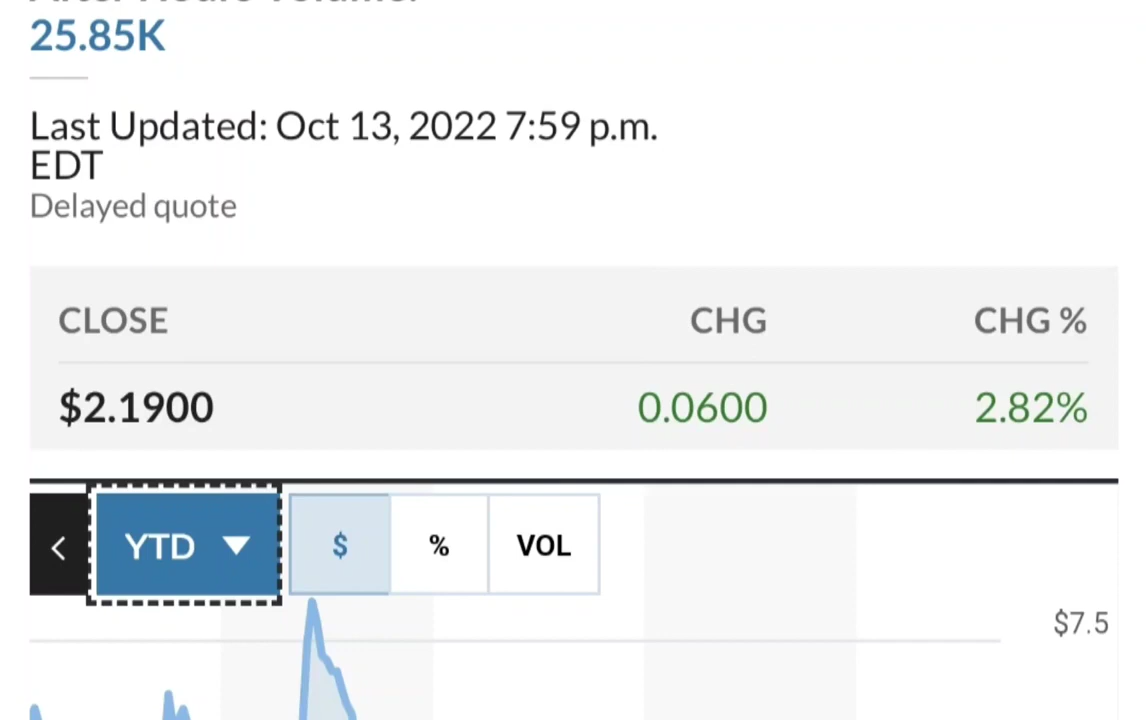 25.85K
Last Updated: Oct 13, 2022 7:59 p.m.
EDT
Delayed quote
CLOSE CHG CHG %
$2.1900 0.0600 2.82%
YTD $ % VOL
$7.5